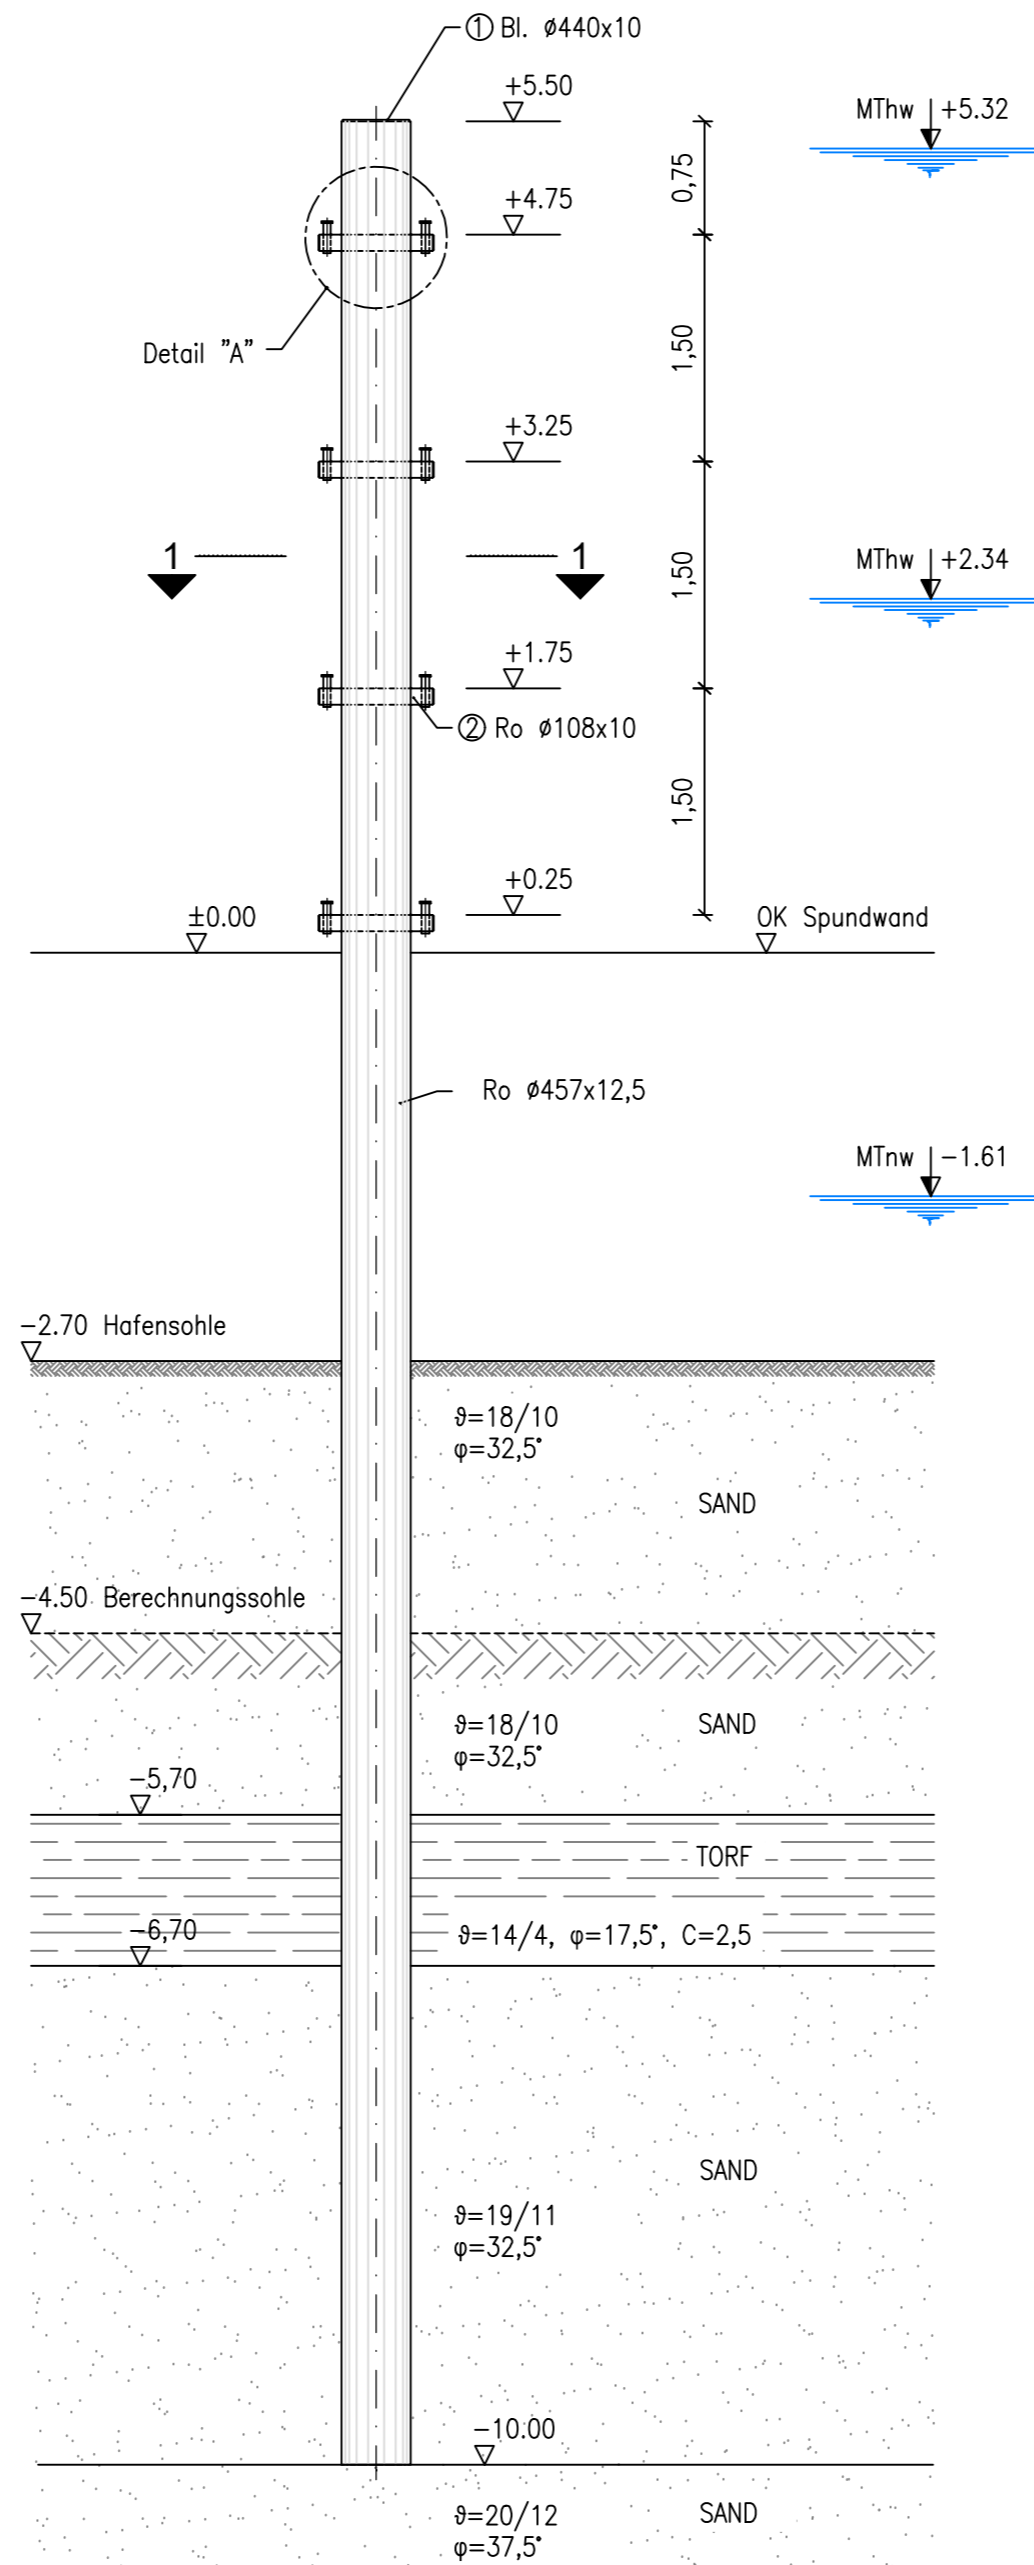 ① Bl. ø440x10
+5.50
MThw +5.32
0,75
+4.75
Detail "A"
1,50
+3.25
1 1
1,50
MThw +2.34
+1.75
② Ro ø108x10
1,50
+0.25
±0.00
OK Spundwand
Ro ø457x12,5
MTnw -1.61
-2.70 Hafensohle
ϑ=18/10
φ=32,5°
SAND
-4.50 Berechnungssohle
ϑ=18/10
φ=32,5°
SAND
-5,70
TORF
-6,70
ϑ=14/4, φ=17,5°, C=2,5
SAND
ϑ=19/11
φ=32,5°
-10.00
ϑ=20/12
φ=37,5°
SAND